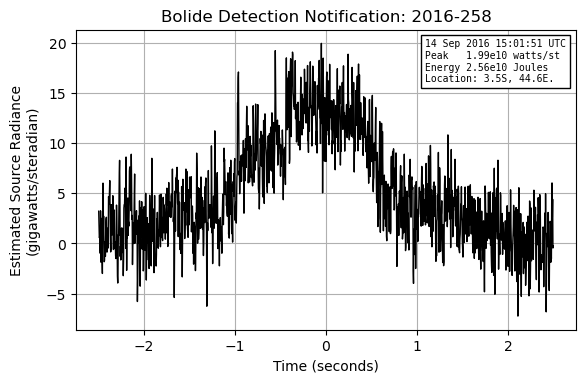 Bolide Detection Notification: 2016-258
14 Sep 2016 15:01:51 UTC
Peak   1.99e10 watts/st
Energy 2.56e10 Joules
Location: 3.5S, 44.6E.
Estimated Source Radiance
(gigawatts/steradian)
20
15
10
5
0
−5
−2
−1
0
1
2
Time (seconds)